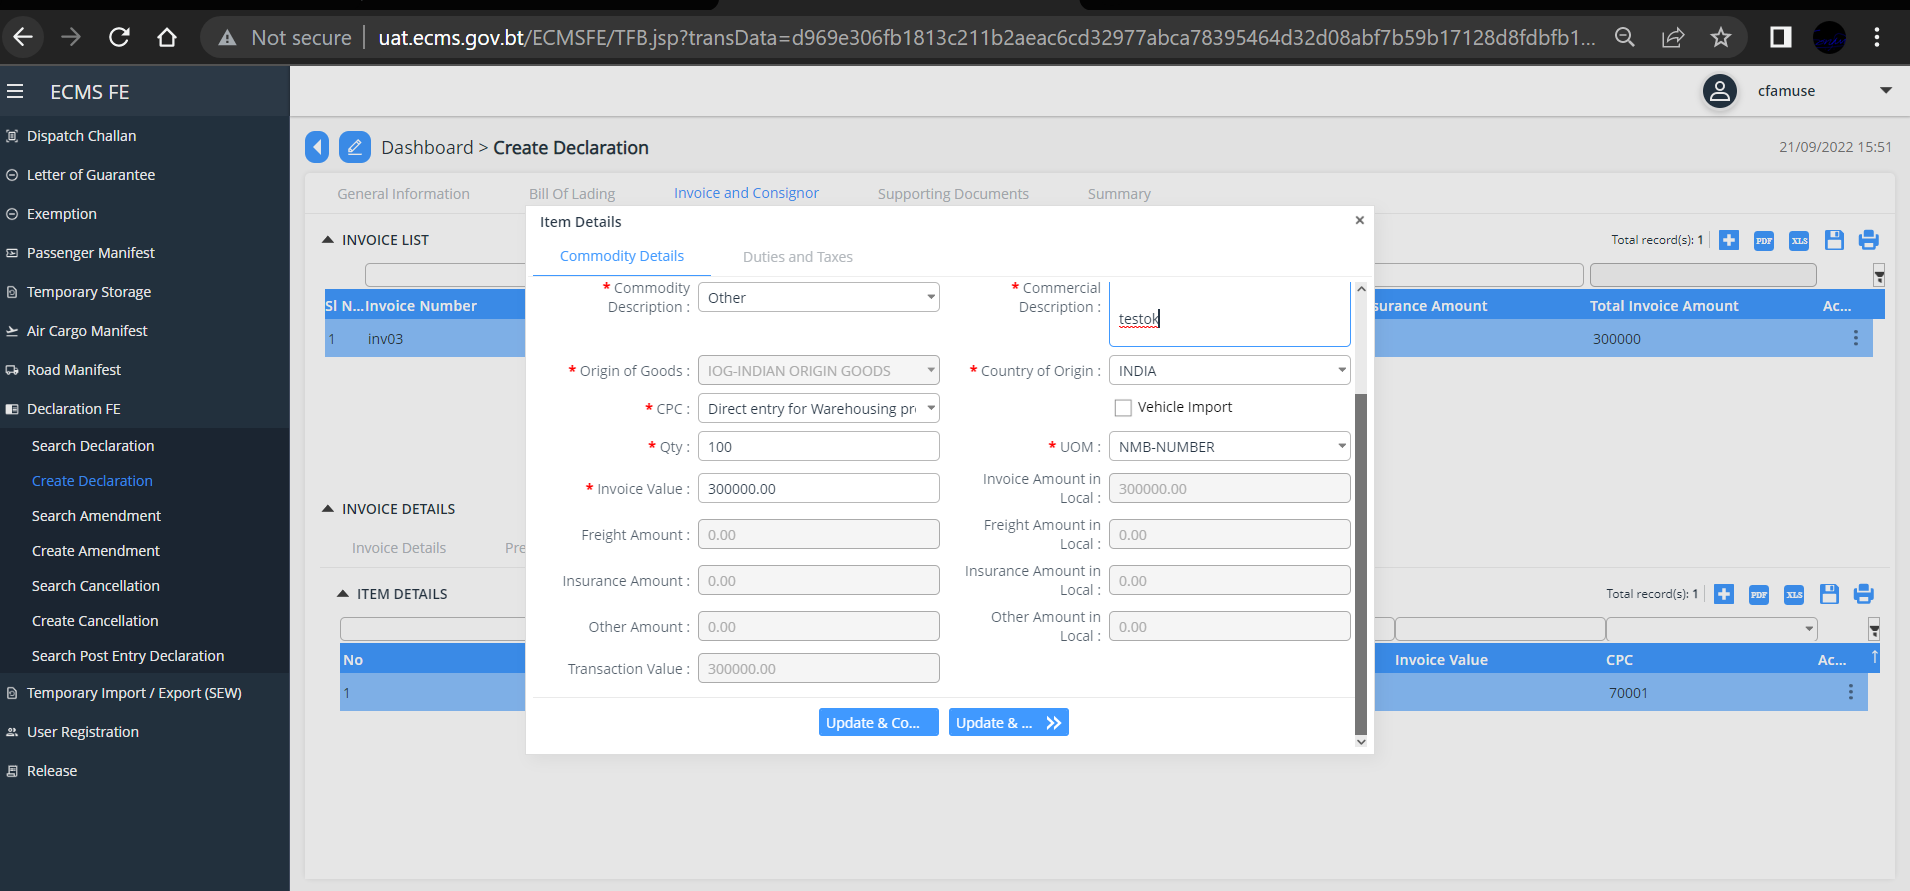 Not secure | uat.ecms.gov.bt/ECMSFE/TFB.jsp?transData=d969e306fb1813c211b2aeac6cd32977abca78395464d32d08abf7b59b17128d8fdbfb1...
ECMS FE
cfamuse
Dispatch Challan
Letter of Guarantee
Exemption
Passenger Manifest
Temporary Storage
Air Cargo Manifest
Road Manifest
Declaration FE
Search Declaration
Create Declaration
Search Amendment
Create Amendment
Search Cancellation
Create Cancellation
Search Post Entry Declaration
Temporary Import / Export (SEW)
User Registration
Release
Dashboard > Create Declaration
21/09/2022 15:51
General Information Bill Of Lading Invoice and Consignor Supporting Documents Summary
INVOICE LIST
Total record(s): 1 PDF XLS
Sl N... Invoice Number surance Amount Total Invoice Amount Ac...
1 inv03 300000
INVOICE DETAILS
Invoice Details Pre
ITEM DETAILS
Total record(s): 1 PDF XLS
No Invoice Value CPC Ac...
1 70001
Item Details ×
Commodity Details Duties and Taxes
* Commodity Description : Other
* Commercial Description : testok
* Origin of Goods : IOG-INDIAN ORIGIN GOODS
* Country of Origin : INDIA
* CPC : Direct entry for Warehousing pr
Vehicle Import
* Qty : 100
* UOM : NMB-NUMBER
* Invoice Value : 300000.00
Invoice Amount in Local : 300000.00
Freight Amount : 0.00
Freight Amount in Local : 0.00
Insurance Amount : 0.00
Insurance Amount in Local : 0.00
Other Amount : 0.00
Other Amount in Local : 0.00
Transaction Value : 300000.00
Update & Co... Update & ...